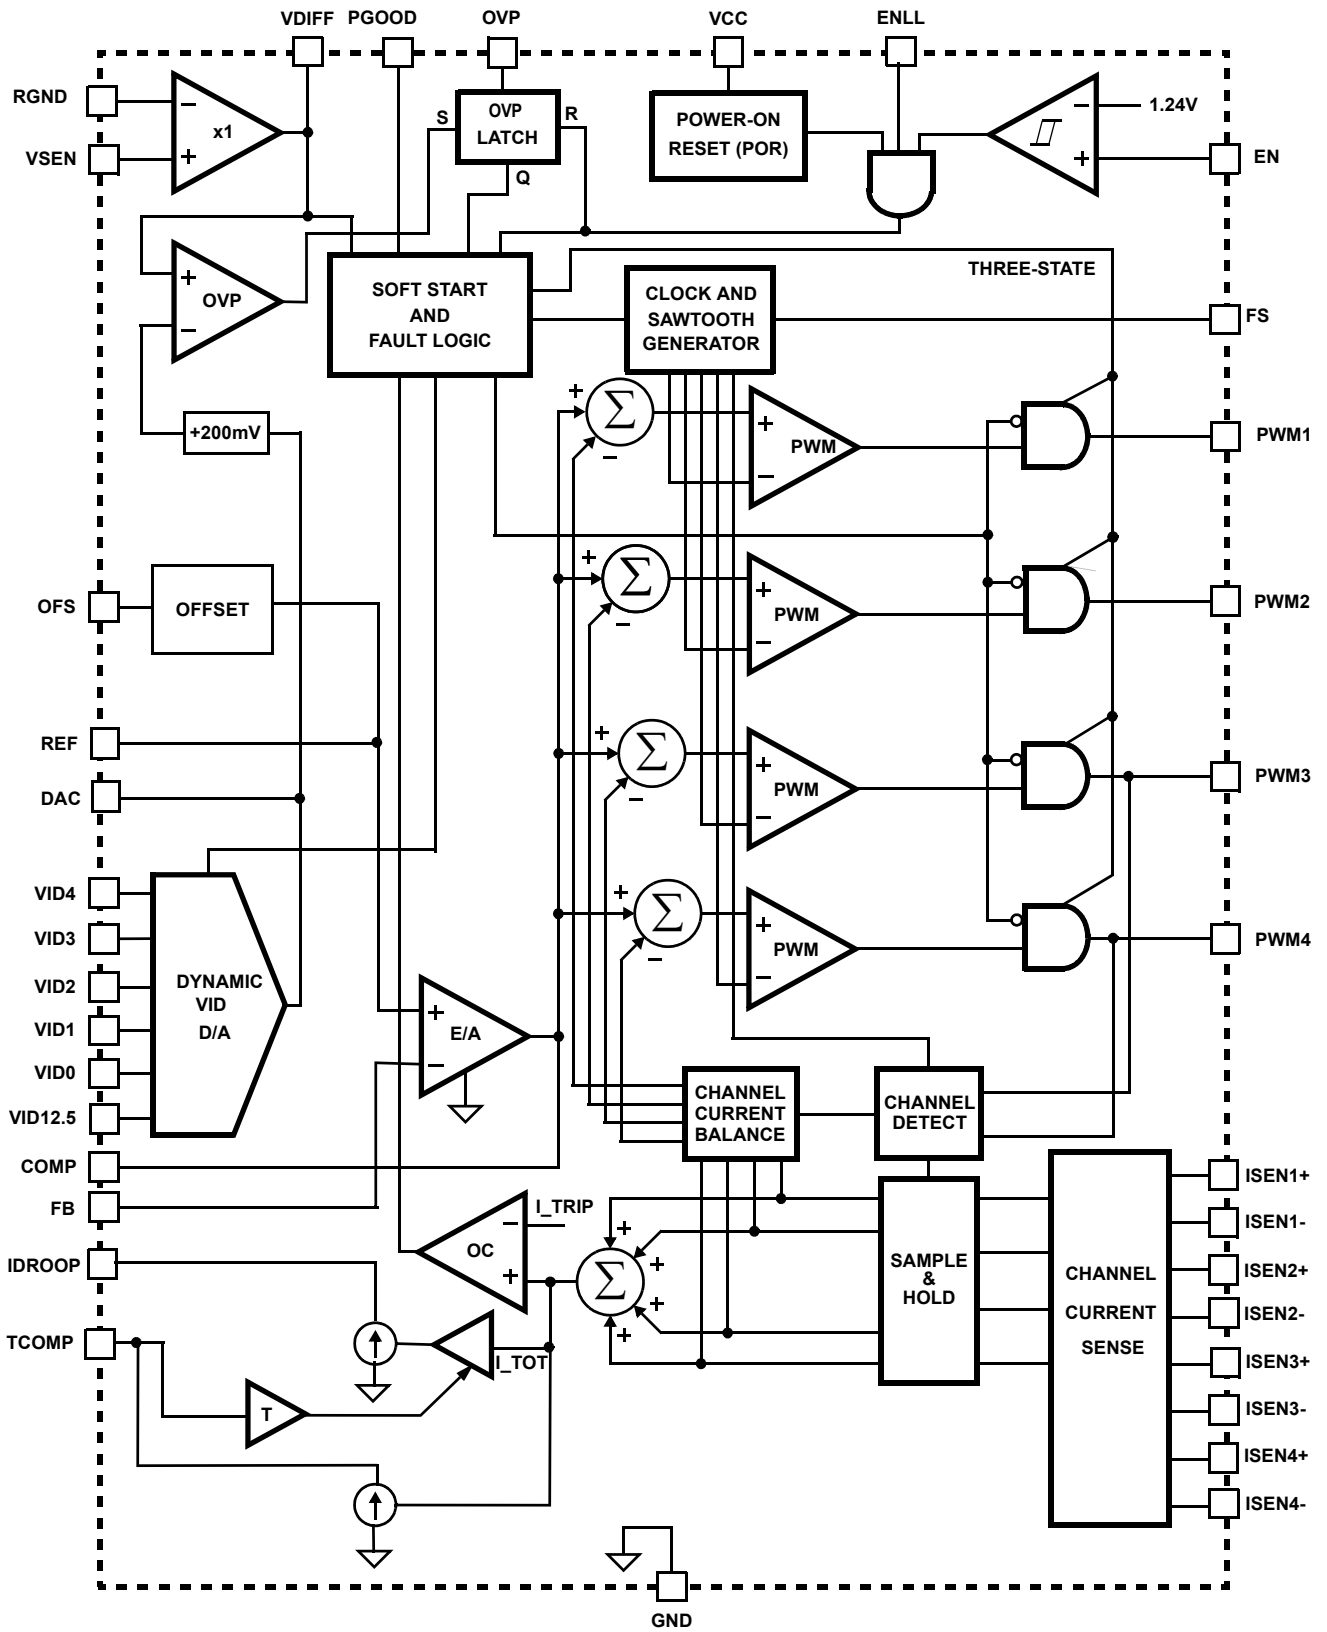 VDIFF PGOOD OVP VCC ENLL
RGND
VSEN
− x1 +
S OVP LATCH R
Q
POWER-ON
RESET (POR)
−
+
1.24V
EN
+
OVP
−
SOFT START
AND
FAULT LOGIC
THREE-STATE
CLOCK AND
SAWTOOTH
GENERATOR
FS
+200mV
+
Σ
−
+
PWM
−
PWM1
OFS
OFFSET
+
Σ
−
+
PWM
−
PWM2
REF
DAC
+
Σ
−
+
PWM
−
PWM3
VID4
VID3
VID2
VID1
VID0
VID12.5
DYNAMIC
VID
D/A
+
Σ
−
+
PWM
−
PWM4
+
E/A
−
CHANNEL
CURRENT
BALANCE
CHANNEL
DETECT
COMP
FB
IDROOP
TCOMP
I_TRIP
−
OC
+
I_TOT
T
+
+
Σ
+
+
SAMPLE
&
HOLD
CHANNEL
CURRENT
SENSE
ISEN1+
ISEN1-
ISEN2+
ISEN2-
ISEN3+
ISEN3-
ISEN4+
ISEN4-
GND